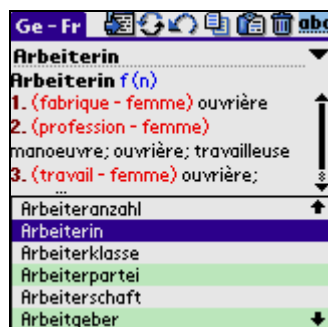 Ge - Fr abc
Arbeiterin
Arbeiterin f (n)
1. (fabrique - femme) ouvrière
2. (profession - femme)
manoeuvre; ouvrière; travailleuse
3. (travail - femme) ouvrière;
...
Arbeiteranzahl
Arbeiterin
Arbeiterklasse
Arbeiterpartei
Arbeiterschaft
Arbeitgeber